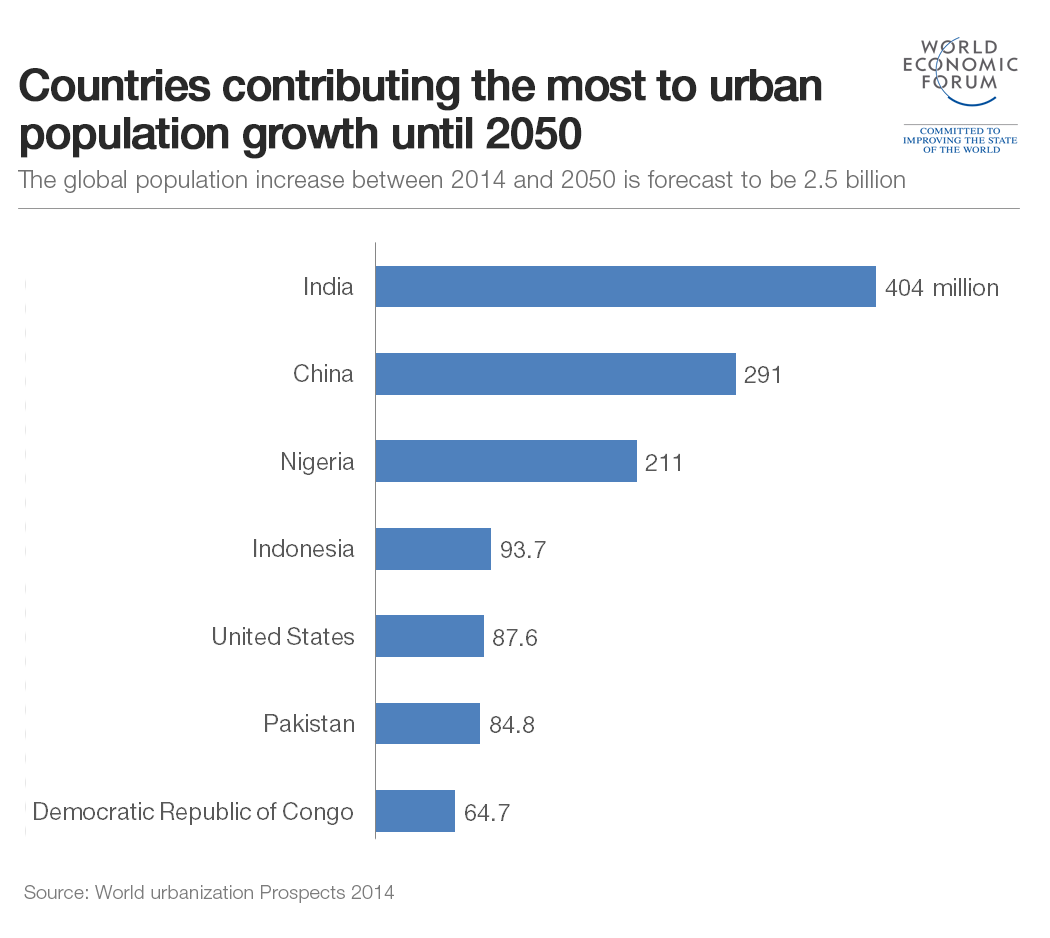 WORLD
ECONOMIC
FORUM
COMMITTED TO
IMPROVING THE STATE
OF THE WORLD
Countries contributing the most to urban
population growth until 2050
The global population increase between 2014 and 2050 is forecast to be 2.5 billion
India 404 million
China 291
Nigeria 211
Indonesia 93.7
United States 87.6
Pakistan 84.8
Democratic Republic of Congo 64.7
Source: World urbanization Prospects 2014